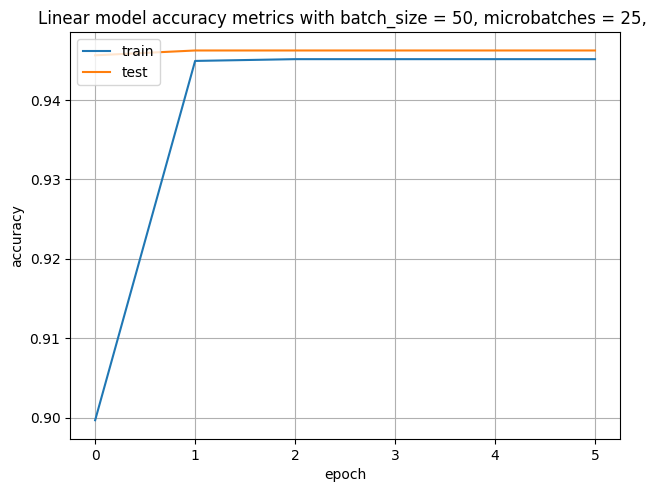 Linear model accuracy metrics with batch_size = 50, microbatches = 25,
train
test
0.94
0.93
0.92
0.91
0.90
accuracy
0 1 2 3 4 5
epoch